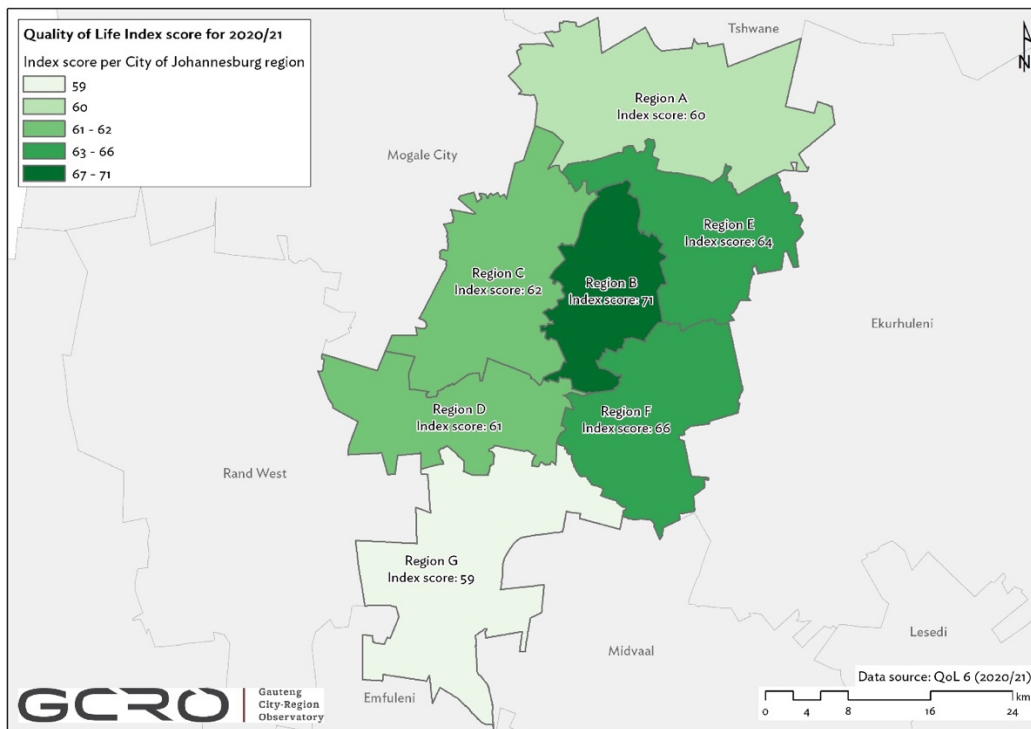 Quality of Life Index score for 2020/21
Index score per City of Johannesburg region
59
60
61 - 62
63 - 66
67 - 71
Tshwane
N
Region A
Index score: 60
Mogale City
Region E
Index score: 64
Region C
Index score: 62
Region B
Index score: 71
Ekurhuleni
Region D
Index score: 61
Region F
Index score: 66
Rand West
Region G
Index score: 59
Lesedi
Midvaal
Emfuleni
Data source: QoL 6 (2020/21)
km
0 4 8 16 24
GCRO
Gauteng
City-Region
Observatory